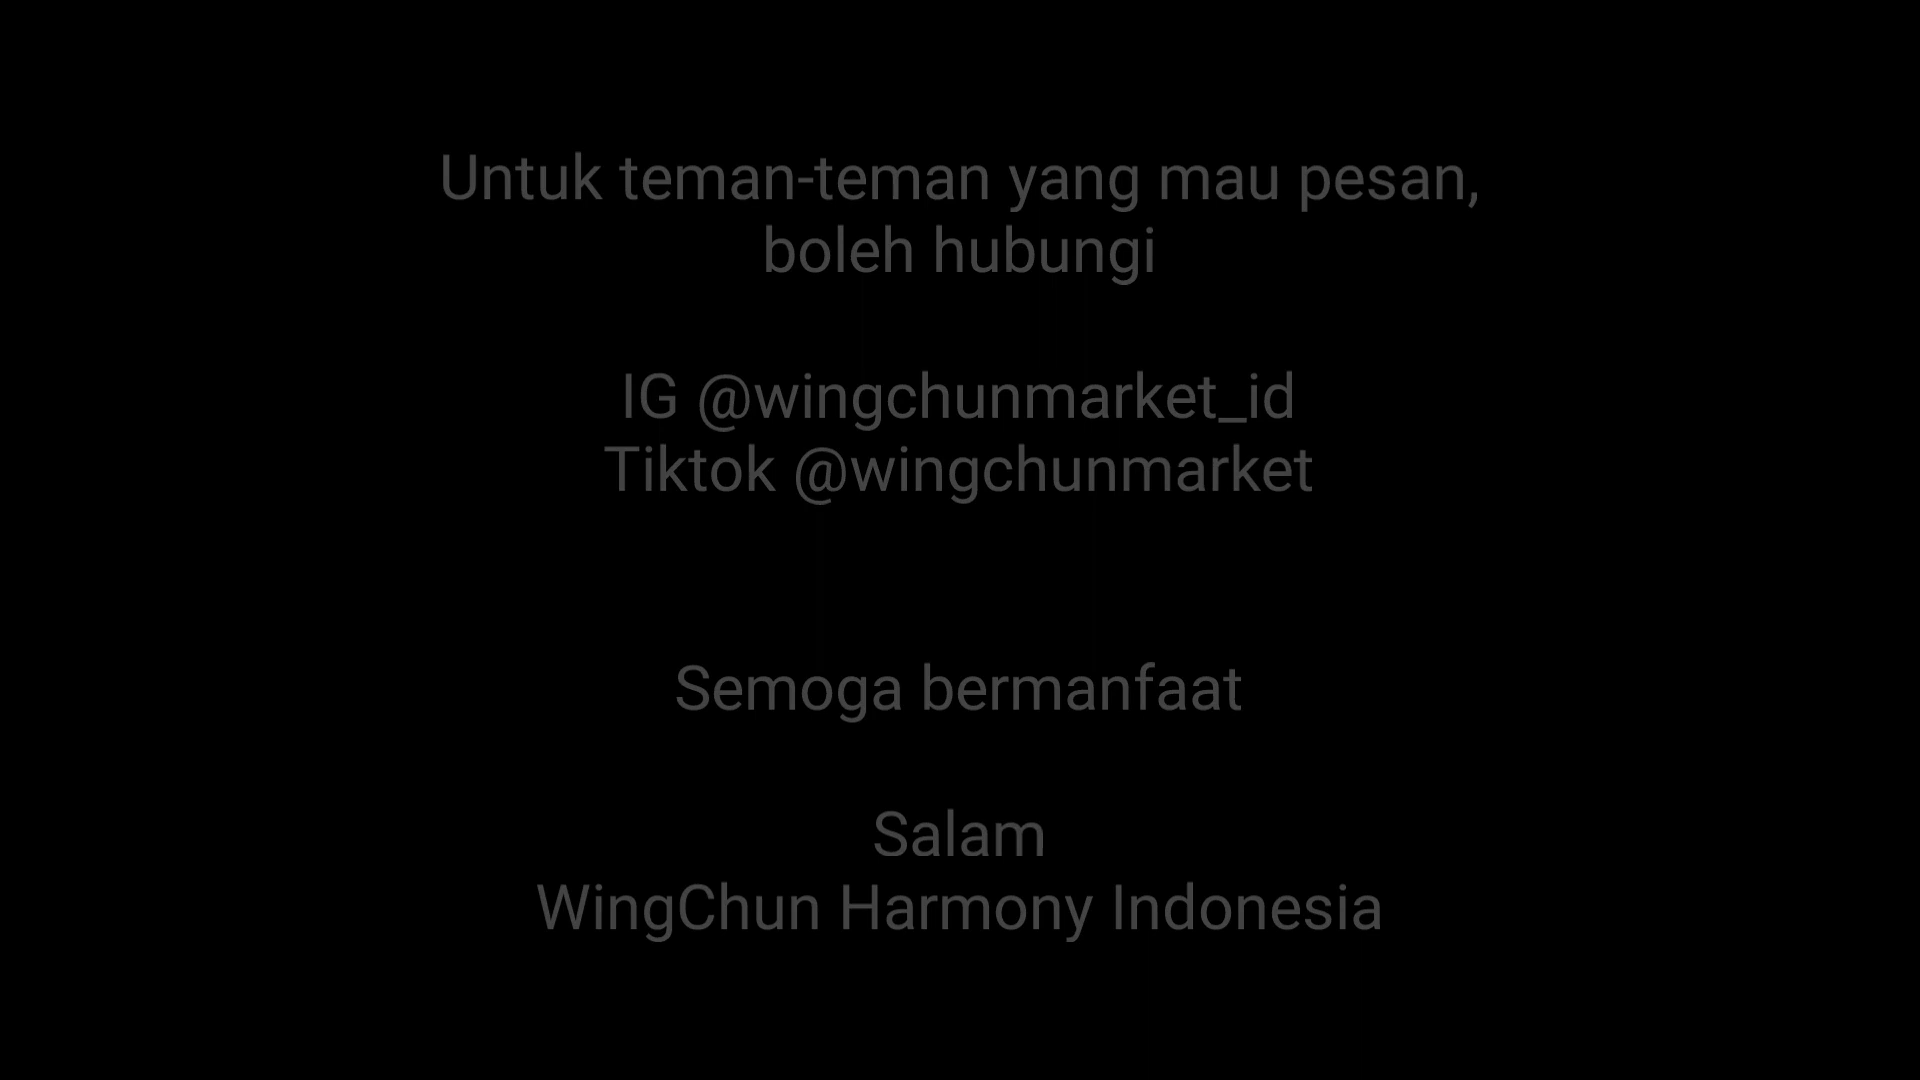 Untuk teman-teman yang mau pesan,
boleh hubungi
IG @wingchunmarket_id
Tiktok @wingchunmarket
Semoga bermanfaat
Salam
WingChun Harmony Indonesia